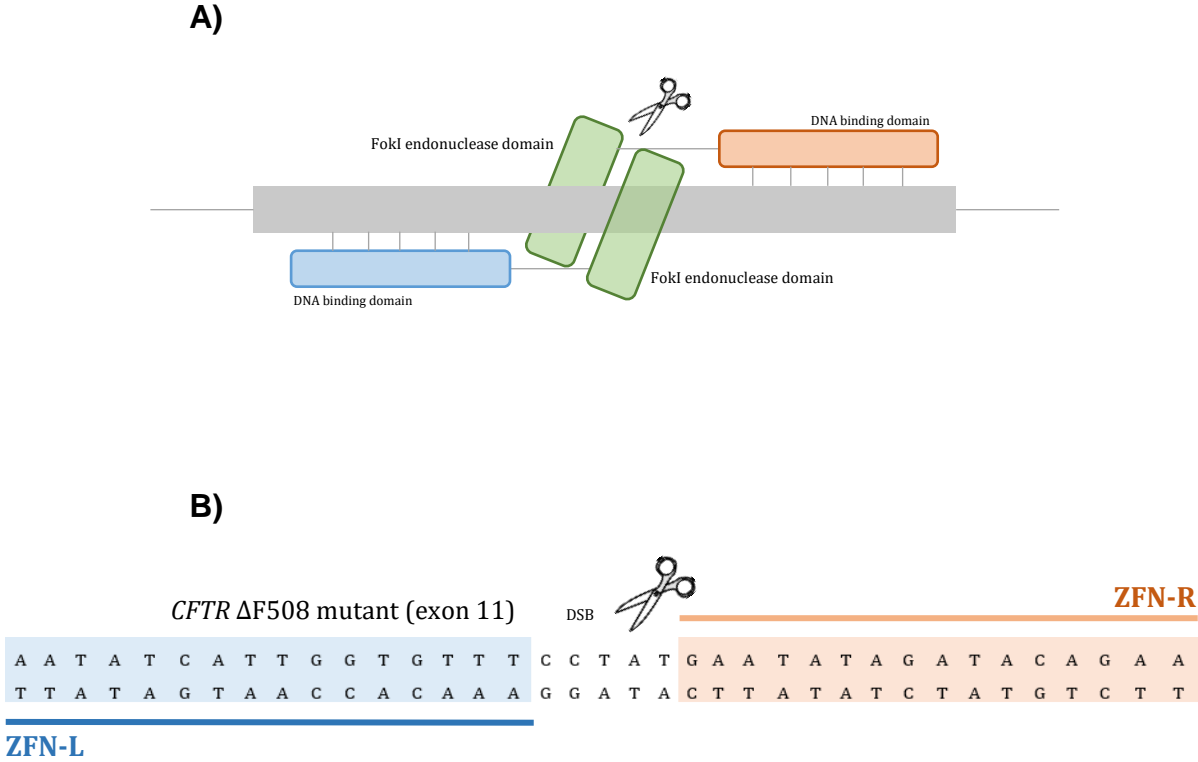 A)
DNA binding domain
FokI endonuclease domain
FokI endonuclease domain
DNA binding domain
B)
CFTR ΔF508 mutant (exon 11)
DSB
ZFN-R
A A T A T C A T T G G T G T T T C C T A T G A A T A T A G A T A C A G A A
T T A T A G T A A C C A C A A A G G A T A C T T A T A T C T A T G T C T T
ZFN-L